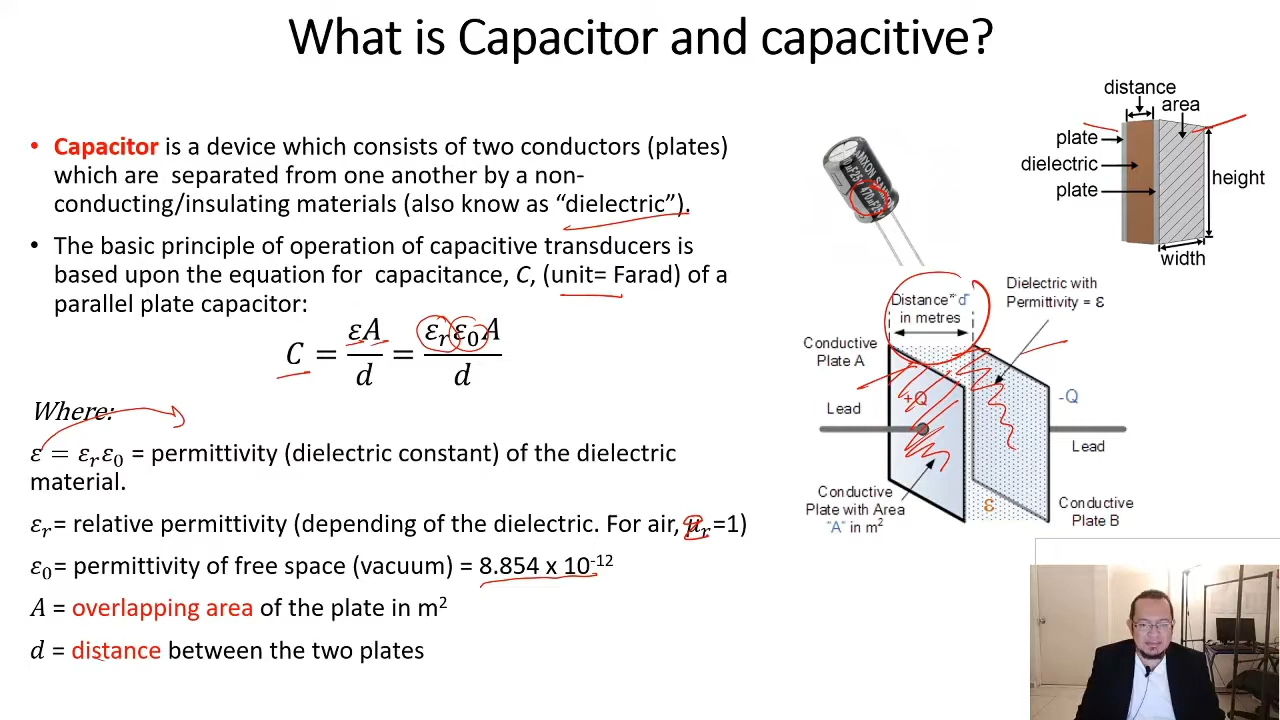 What is Capacitor and capacitive?
• Capacitor is a device which consists of two conductors (plates)
which are separated from one another by a non-
conducting/insulating materials (also know as “dielectric”).
• The basic principle of operation of capacitive transducers is
based upon the equation for capacitance, C, (unit= Farad) of a
parallel plate capacitor:
C = εA/d = εᵣε₀A/d
Where:
ε = εᵣε₀ = permittivity (dielectric constant) of the dielectric
material.
εᵣ= relative permittivity (depending of the dielectric. For air, μᵣ=1)
ε₀= permittivity of free space (vacuum) = 8.854 x 10⁻¹²
A = overlapping area of the plate in m²
d = distance between the two plates
distance
area
plate
dielectric
plate
height
width
Distance "d"
in metres
Dielectric with
Permittivity = ε
Conductive
Plate A
+Q
-Q
Lead
Lead
Conductive
Plate with Area
"A" in m²
ε
Conductive
Plate B